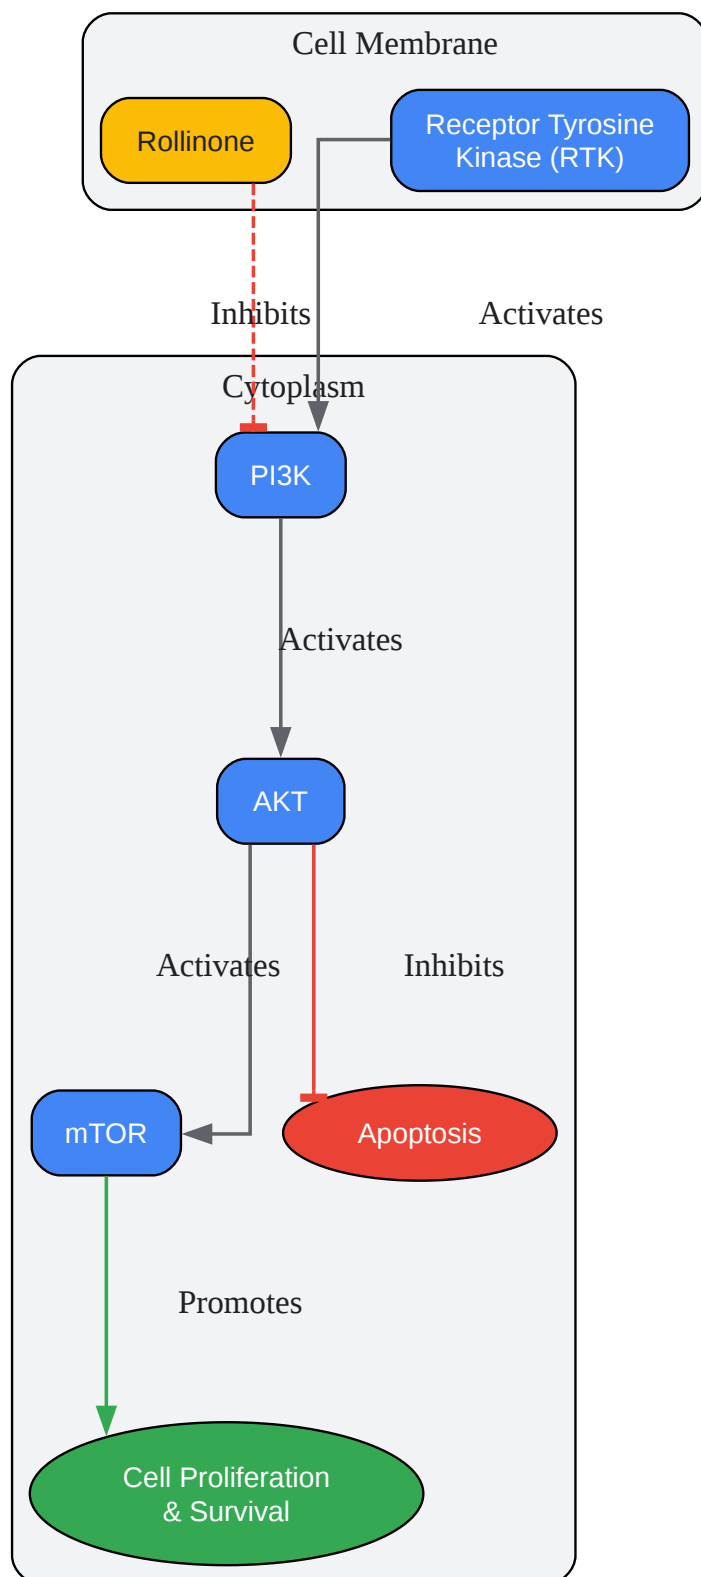 Cell Membrane
Rollinone
Receptor Tyrosine
Kinase (RTK)
Inhibits
Activates
Cytoplasm
PI3K
Activates
AKT
Activates
Inhibits
mTOR
Apoptosis
Promotes
Cell Proliferation
& Survival